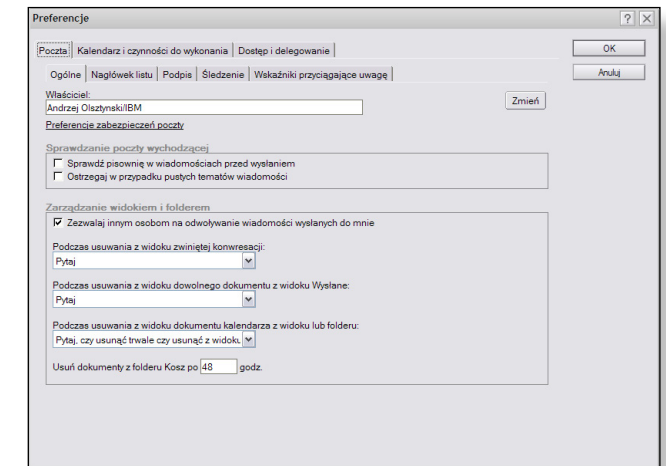 Preferencje
Poczta Kalendarz i czynności do wykonania Dostęp i delegowanie
OK
Ogólne Nagłówek listu Podpis Śledzenie Wskaźniki przyciągające uwagę
Anuluj
Właściciel:
Andrzej Olsztynski/IBM
Zmień
Preferencje zabezpieczeń poczty
Sprawdzanie poczty wychodzącej
Sprawdź pisownię w wiadomościach przed wysłaniem
Ostrzegaj w przypadku pustych tematów wiadomości
Zarządzanie widokiem i folderem
Zezwalaj innym osobom na odwoływanie wiadomości wysłanych do mnie
Podczas usuwania z widoku zwiniętej konwresacji:
Pytaj
Podczas usuwania z widoku dowolnego dokumentu z widoku Wysłane:
Pytaj
Podczas usuwania z widoku dokumentu kalendarza z widoku lub folderu:
Pytaj, czy usunąć trwale czy usunąć z widoku
Usuń dokumenty z folderu Kosz po 48 godz.